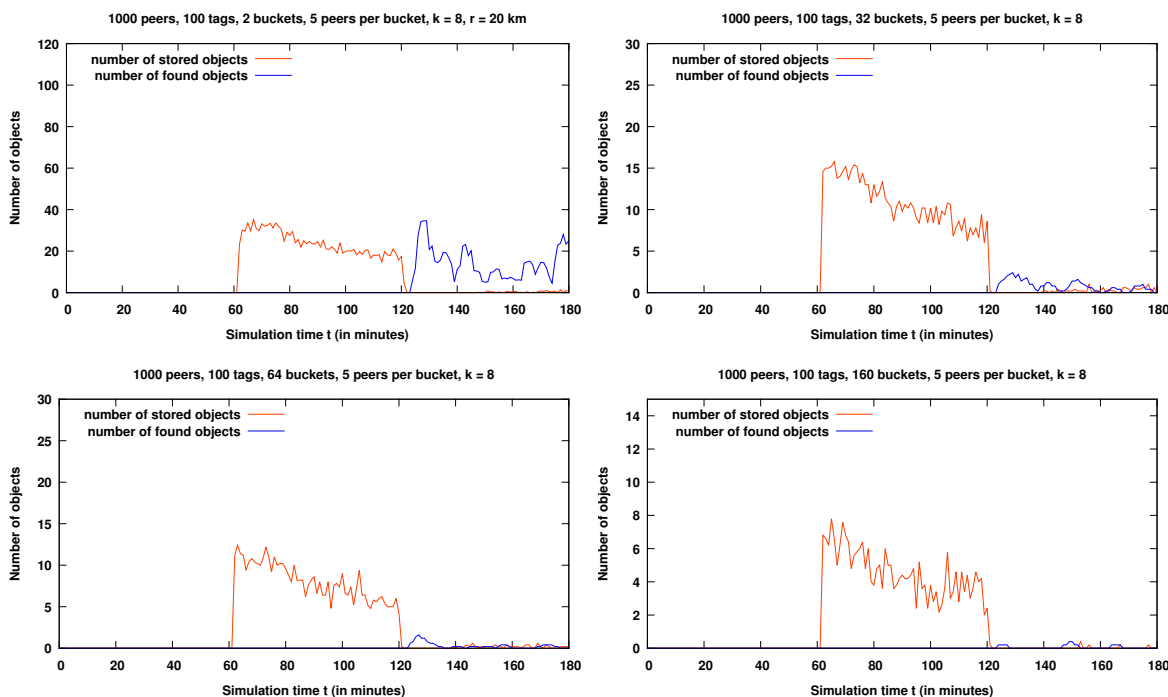 1000 peers, 100 tags, 2 buckets, 5 peers per bucket, k = 8, r = 20 km
number of stored objects
number of found objects
Number of objects
120
100
80
60
40
20
0
0 20 40 60 80 100 120 140 160 180
Simulation time t (in minutes)
1000 peers, 100 tags, 32 buckets, 5 peers per bucket, k = 8
number of stored objects
number of found objects
Number of objects
30
25
20
15
10
5
0
0 20 40 60 80 100 120 140 160 180
Simulation time t (in minutes)
1000 peers, 100 tags, 64 buckets, 5 peers per bucket, k = 8
number of stored objects
number of found objects
Number of objects
30
25
20
15
10
5
0
0 20 40 60 80 100 120 140 160 180
Simulation time t (in minutes)
1000 peers, 100 tags, 160 buckets, 5 peers per bucket, k = 8
number of stored objects
number of found objects
Number of objects
14
12
10
8
6
4
2
0
0 20 40 60 80 100 120 140 160 180
Simulation time t (in minutes)